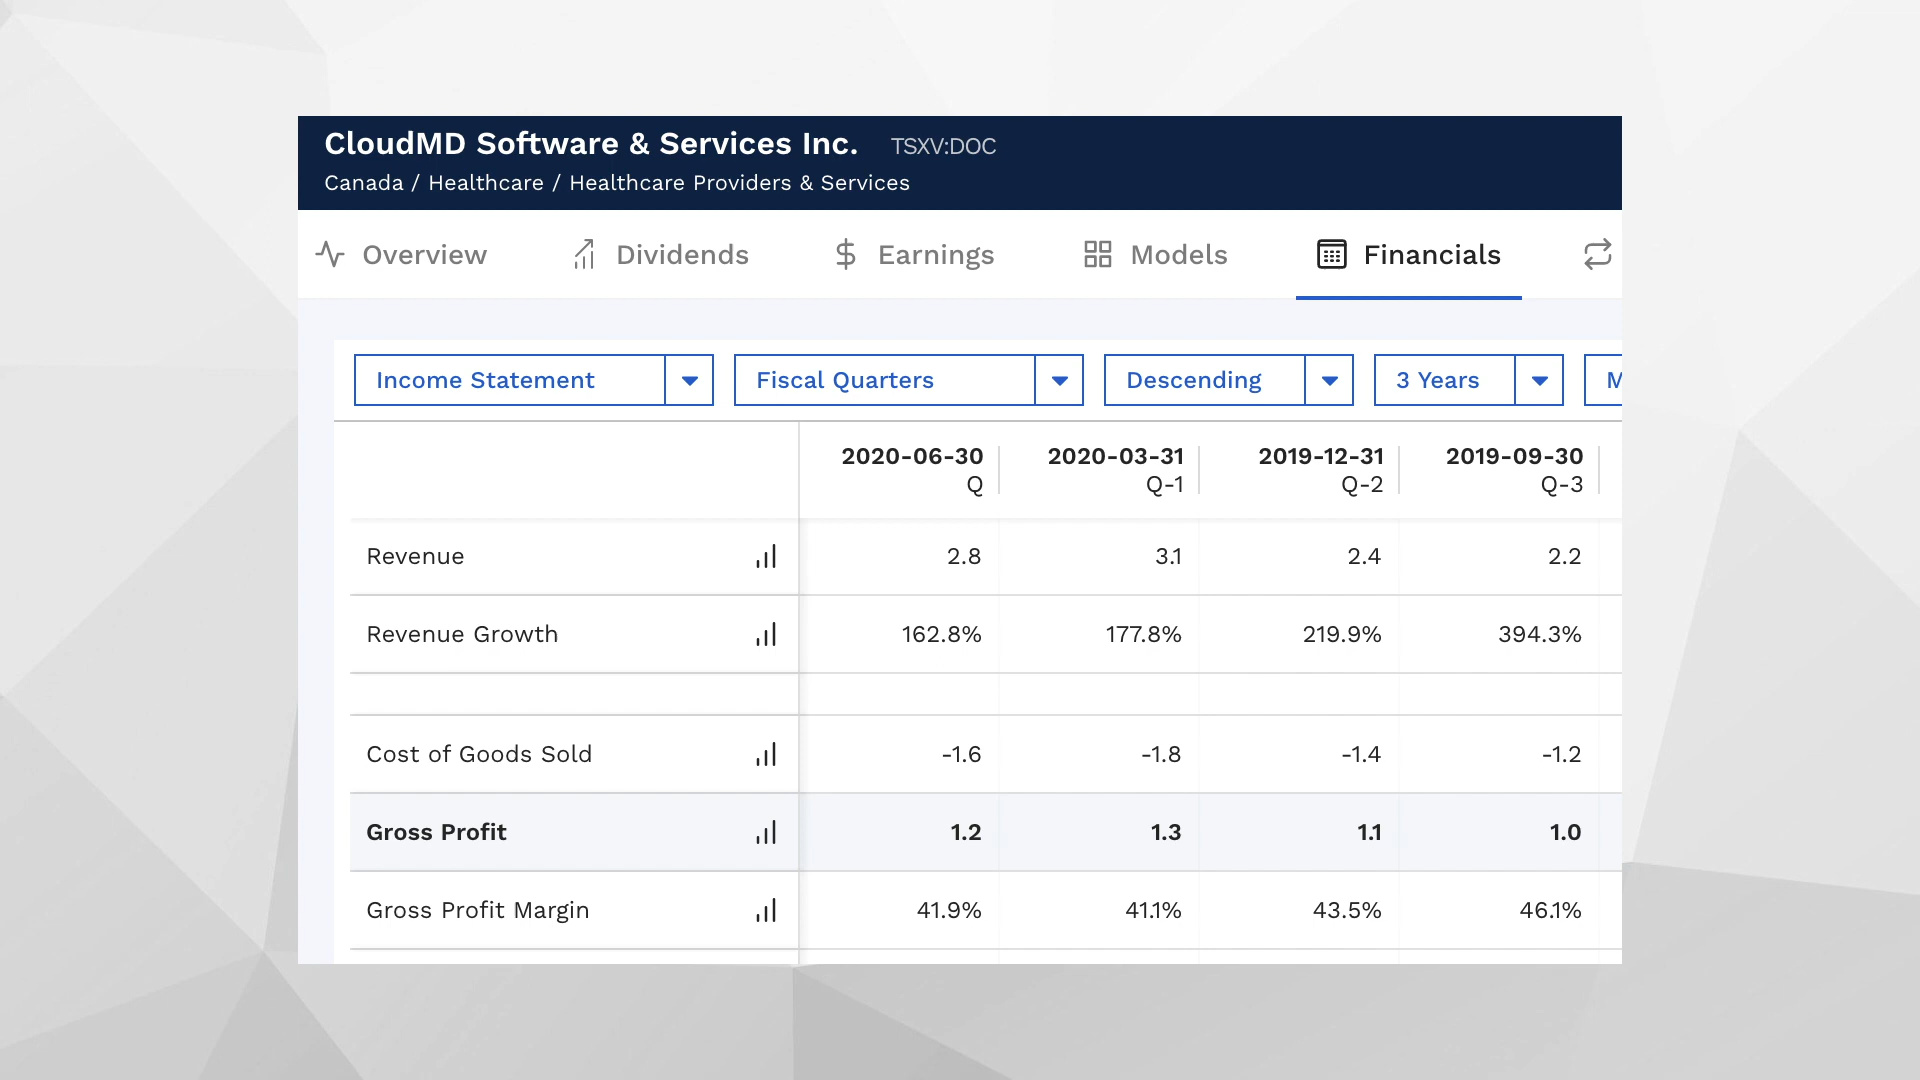 CloudMD Software & Services Inc. TSXV:DOC
Canada / Healthcare / Healthcare Providers & Services
Overview Dividends Earnings Models Financials
Income Statement Fiscal Quarters Descending 3 Years M
2020-06-30 2020-03-31 2019-12-31 2019-09-30
Q Q-1 Q-2 Q-3
Revenue 2.8 3.1 2.4 2.2
Revenue Growth 162.8% 177.8% 219.9% 394.3%
Cost of Goods Sold -1.6 -1.8 -1.4 -1.2
Gross Profit 1.2 1.3 1.1 1.0
Gross Profit Margin 41.9% 41.1% 43.5% 46.1%